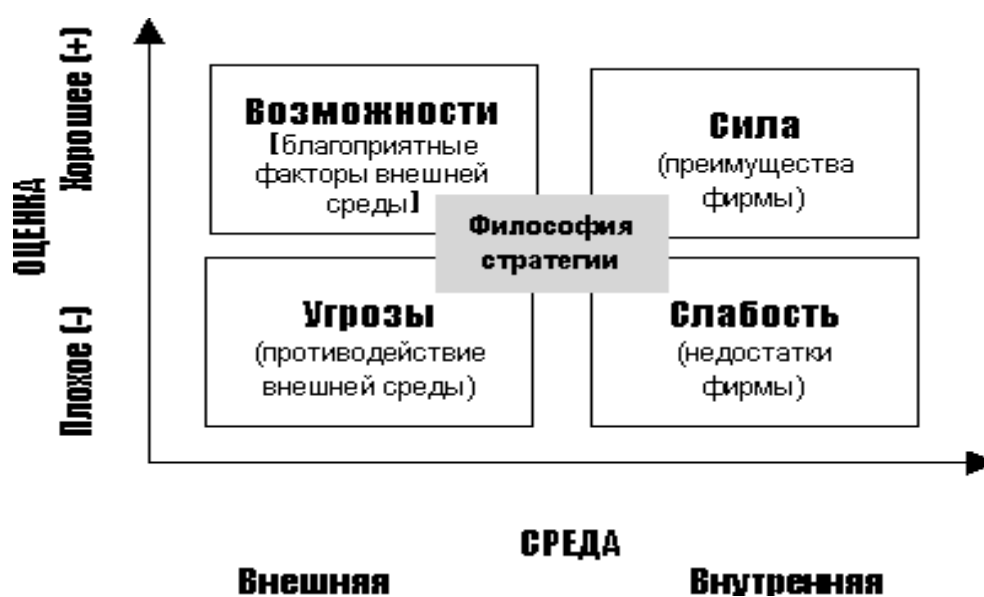 ОЦЕНКА
Хорошее (+)
Плохое (-)
Возможности
[благоприятные
факторы внешней
среды]
Сила
(преимущества
фирмы)
Философия
стратегии
Угрозы
(противодействие
внешней среды)
Слабость
(недостатки
фирмы)
СРЕДА
Внешняя
Внутренняя